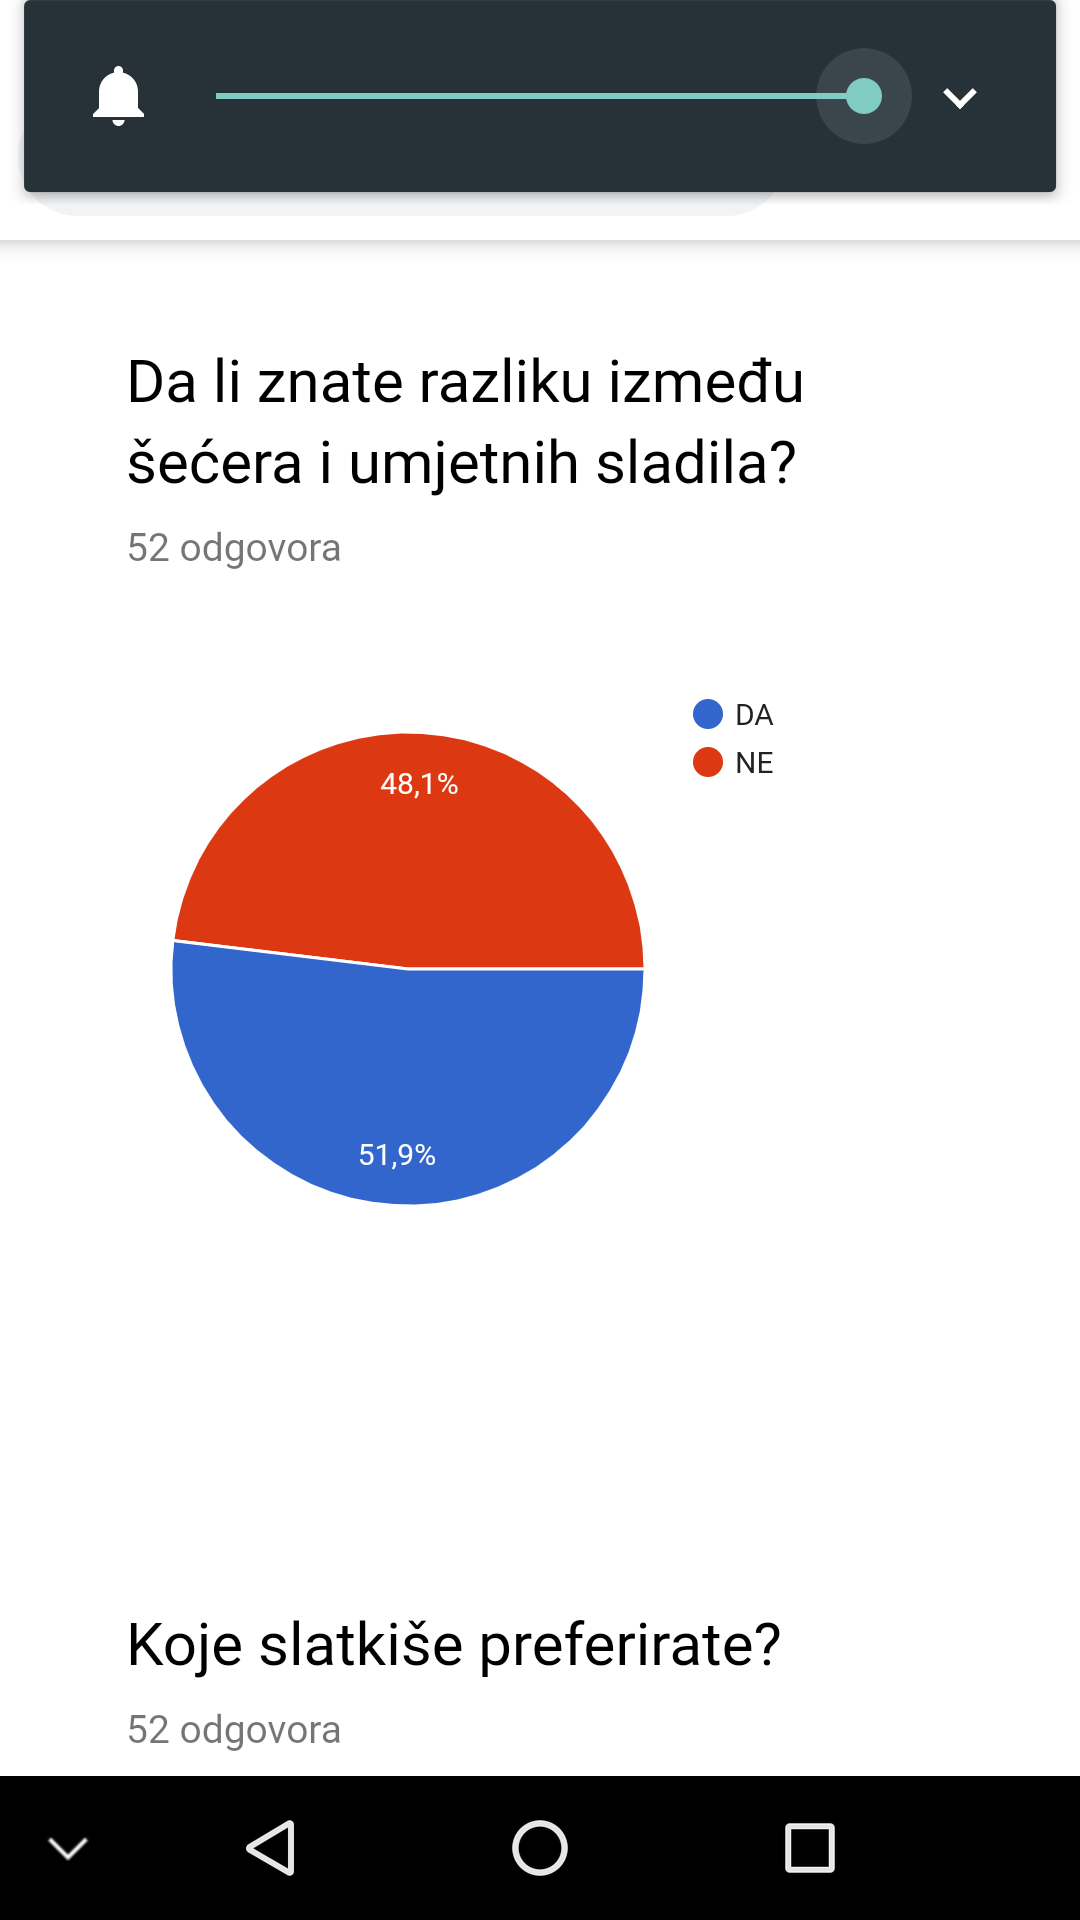 Da li znate razliku između
šećera i umjetnih sladila?
52 odgovora
DA
NE
48,1%
51,9%
Koje slatkiše preferirate?
52 odgovora